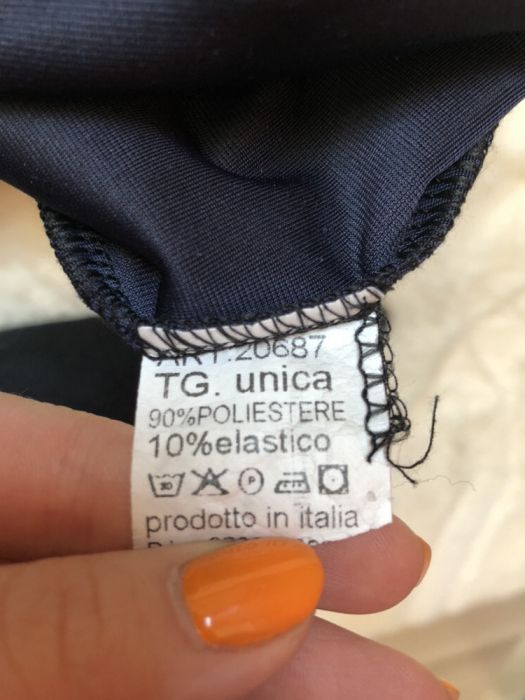 ART.20687
TG. unica
90%POLIESTERE
10%elastico
prodotto in italia